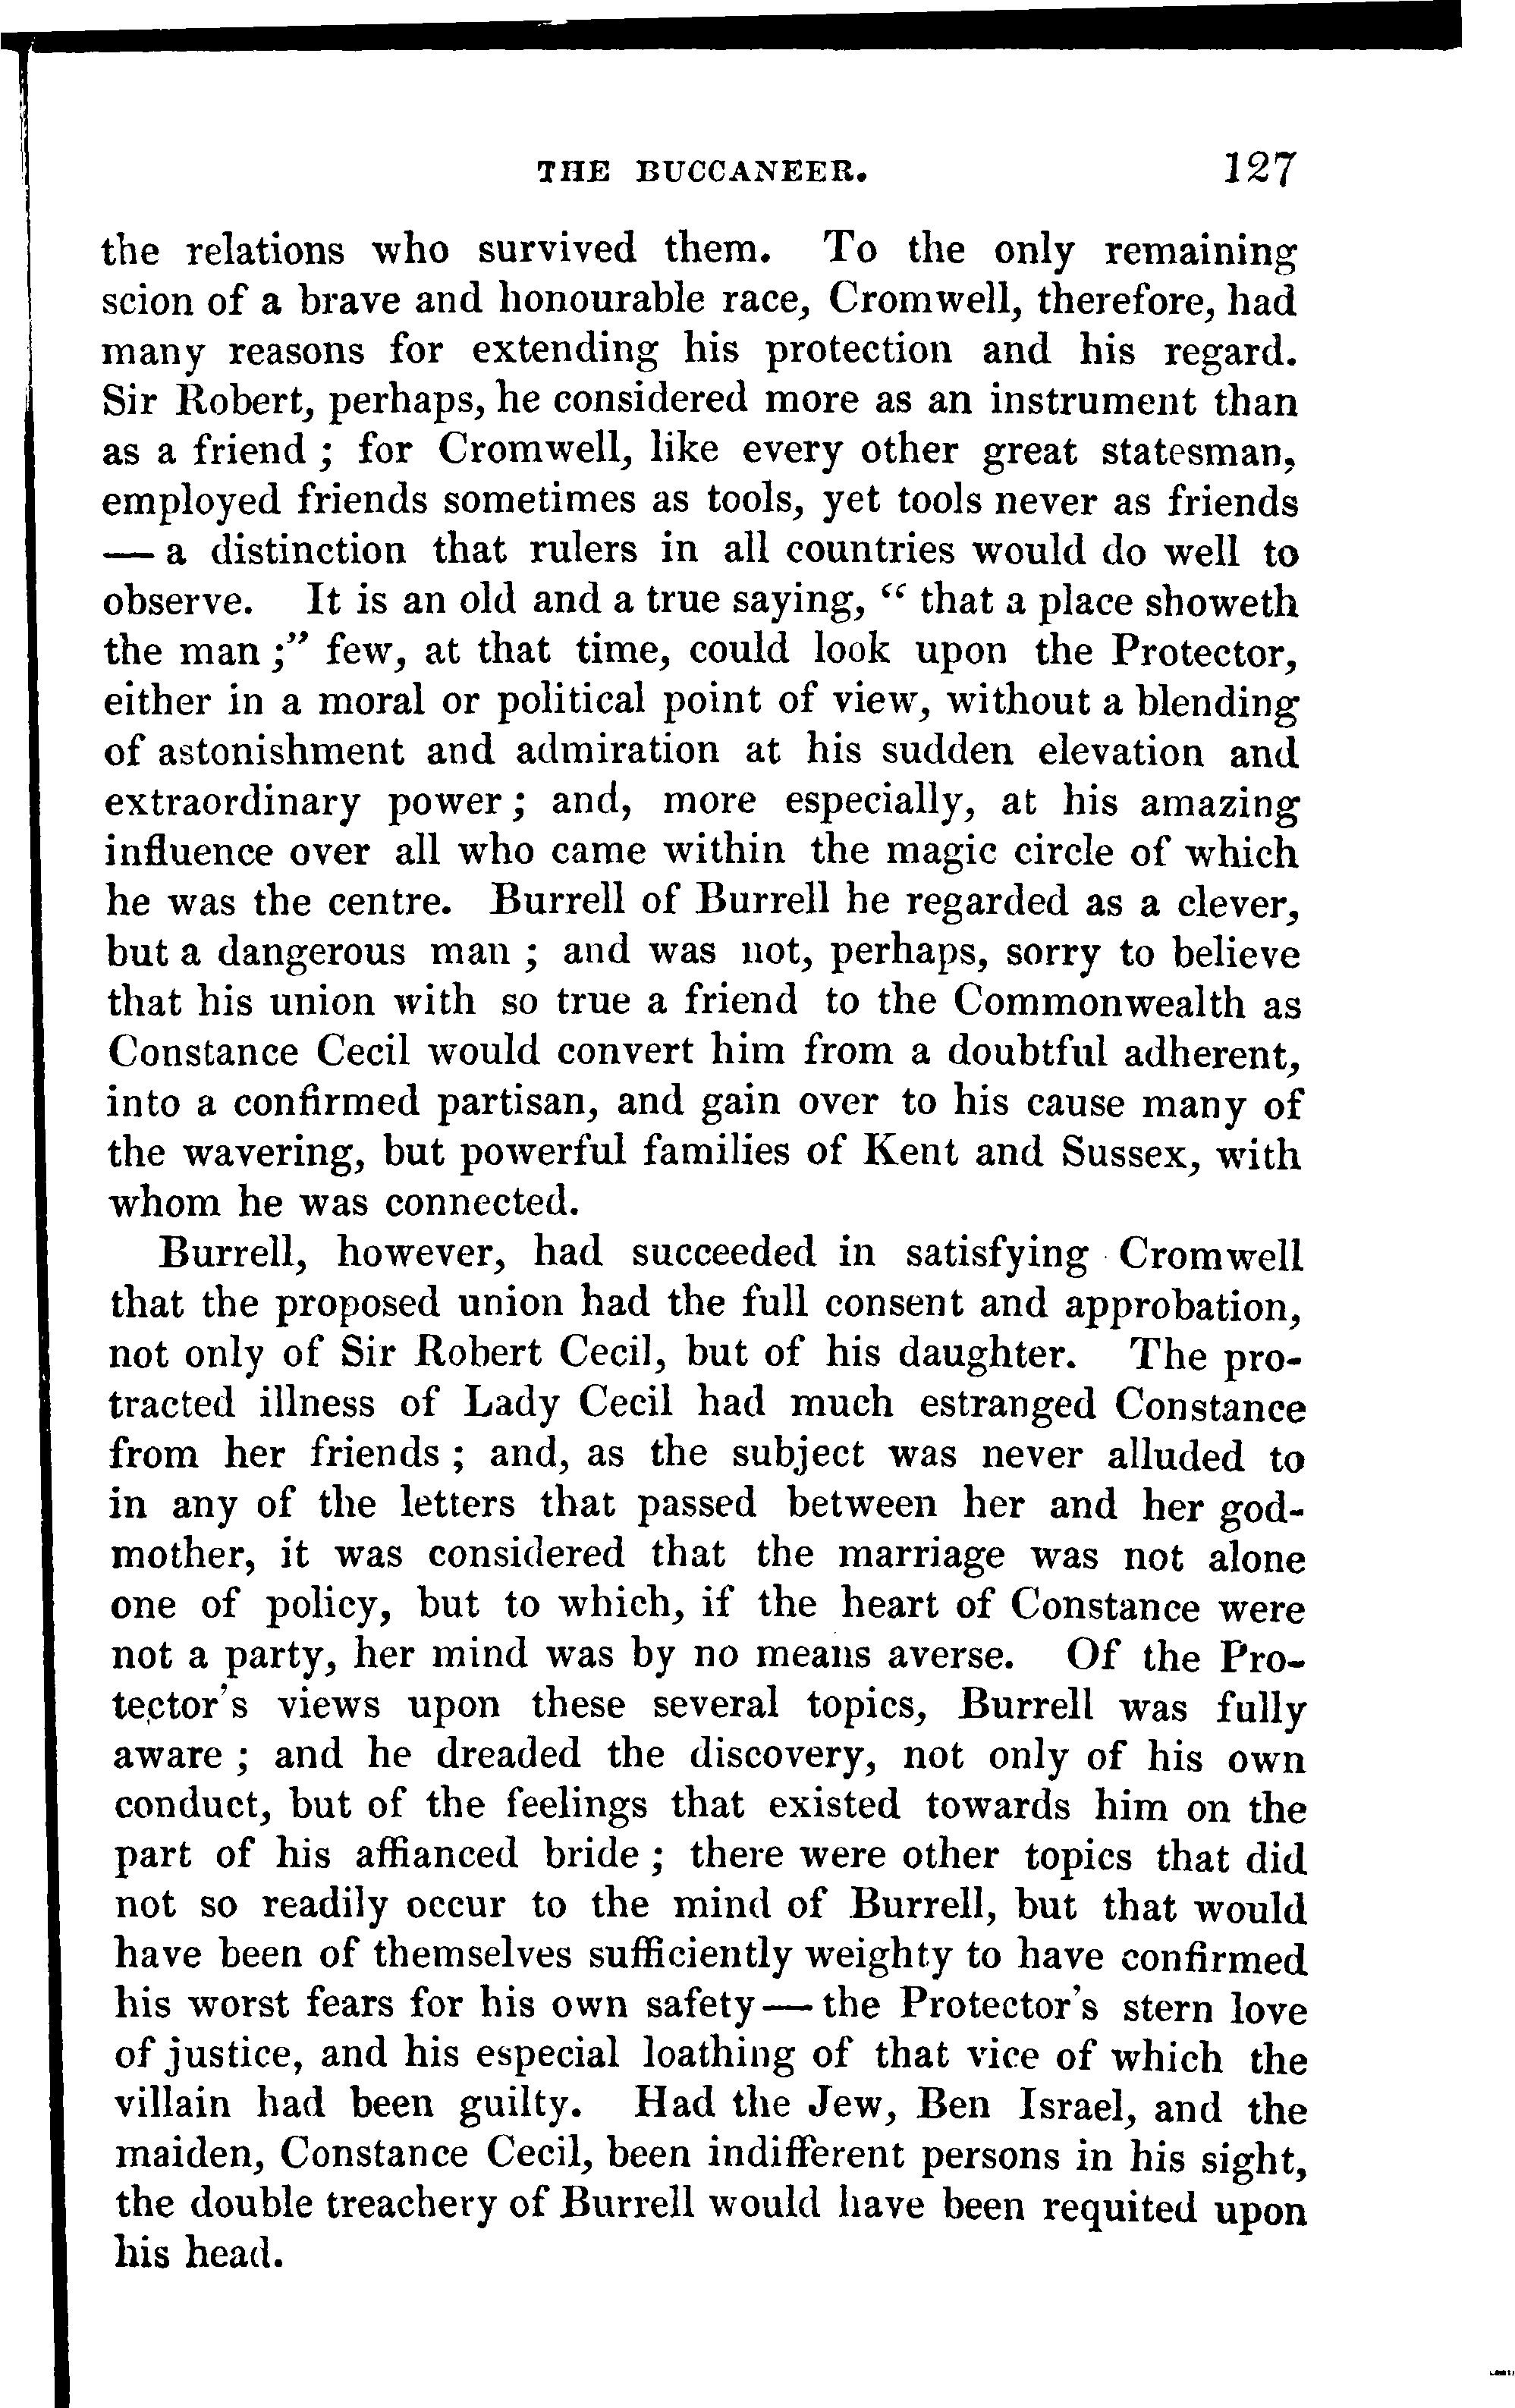 THE BUCCANEER. 127
the relations who survived them. To the only remaining
scion of a brave and honourable race, Cromwell, therefore, had
many reasons for extending his protection and his regard.
Sir Robert, perhaps, he considered more as an instrument than
as a friend ; for Cromwell, like every other great statesman,
employed friends sometimes as tools, yet tools never as friends
— a distinction that rulers in all countries would do well to
observe. It is an old and a true saying, “ that a place showeth
the man ;” few, at that time, could look upon the Protector,
either in a moral or political point of view, without a blending
of astonishment and admiration at his sudden elevation and
extraordinary power ; and, more especially, at his amazing
influence over all who came within the magic circle of which
he was the centre. Burrell of Burrell he regarded as a clever,
but a dangerous man ; and was not, perhaps, sorry to believe
that his union with so true a friend to the Commonwealth as
Constance Cecil would convert him from a doubtful adherent,
into a confirmed partisan, and gain over to his cause many of
the wavering, but powerful families of Kent and Sussex, with
whom he was connected.
Burrell, however, had succeeded in satisfying Cromwell
that the proposed union had the full consent and approbation,
not only of Sir Robert Cecil, but of his daughter. The pro-
tracted illness of Lady Cecil had much estranged Constance
from her friends ; and, as the subject was never alluded to
in any of the letters that passed between her and her god-
mother, it was considered that the marriage was not alone
one of policy, but to which, if the heart of Constance were
not a party, her mind was by no means averse. Of the Pro-
tector's views upon these several topics, Burrell was fully
aware ; and he dreaded the discovery, not only of his own
conduct, but of the feelings that existed towards him on the
part of his affianced bride ; there were other topics that did
not so readily occur to the mind of Burrell, but that would
have been of themselves sufficiently weighty to have confirmed
his worst fears for his own safety — the Protector's stern love
of justice, and his especial loathing of that vice of which the
villain had been guilty. Had the Jew, Ben Israel, and the
maiden, Constance Cecil, been indifferent persons in his sight,
the double treachery of Burrell would have been requited upon
his head.